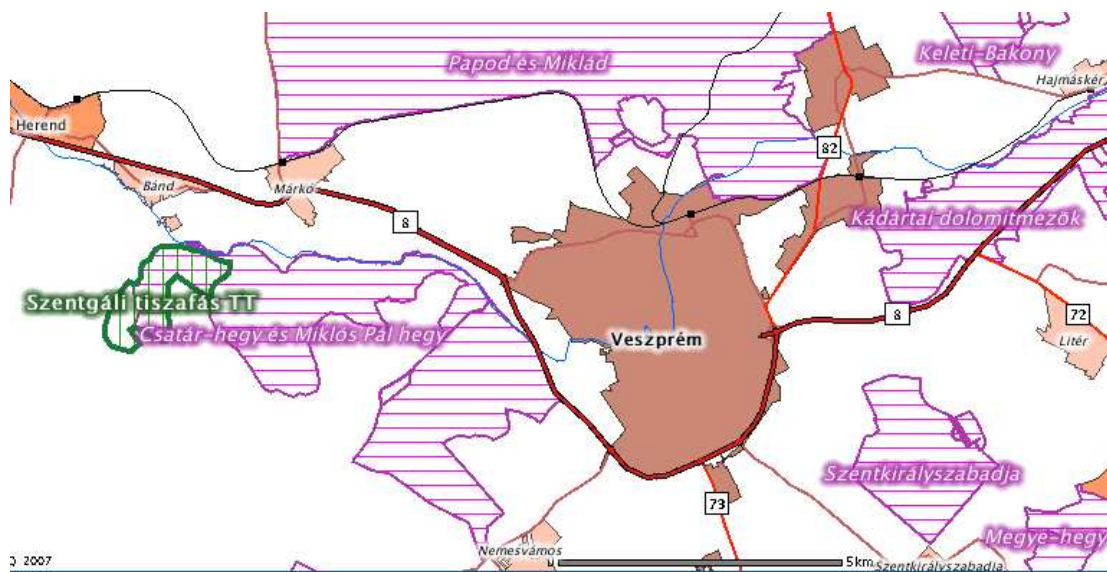 Papod és Miklád
Keleti-Bakony
Hajmáskér
Herend
82
Bánd
Márkó
8
Kádártai dolomitmezők
Szentgáli tiszafás TT
Csatár-hegy és Miklós Pál hegy
8
72
Veszprém
Litér
Szentkirályszabadja
73
Megye-hegy
Nemesvámos
2007
5km
Szentkirályszabadja